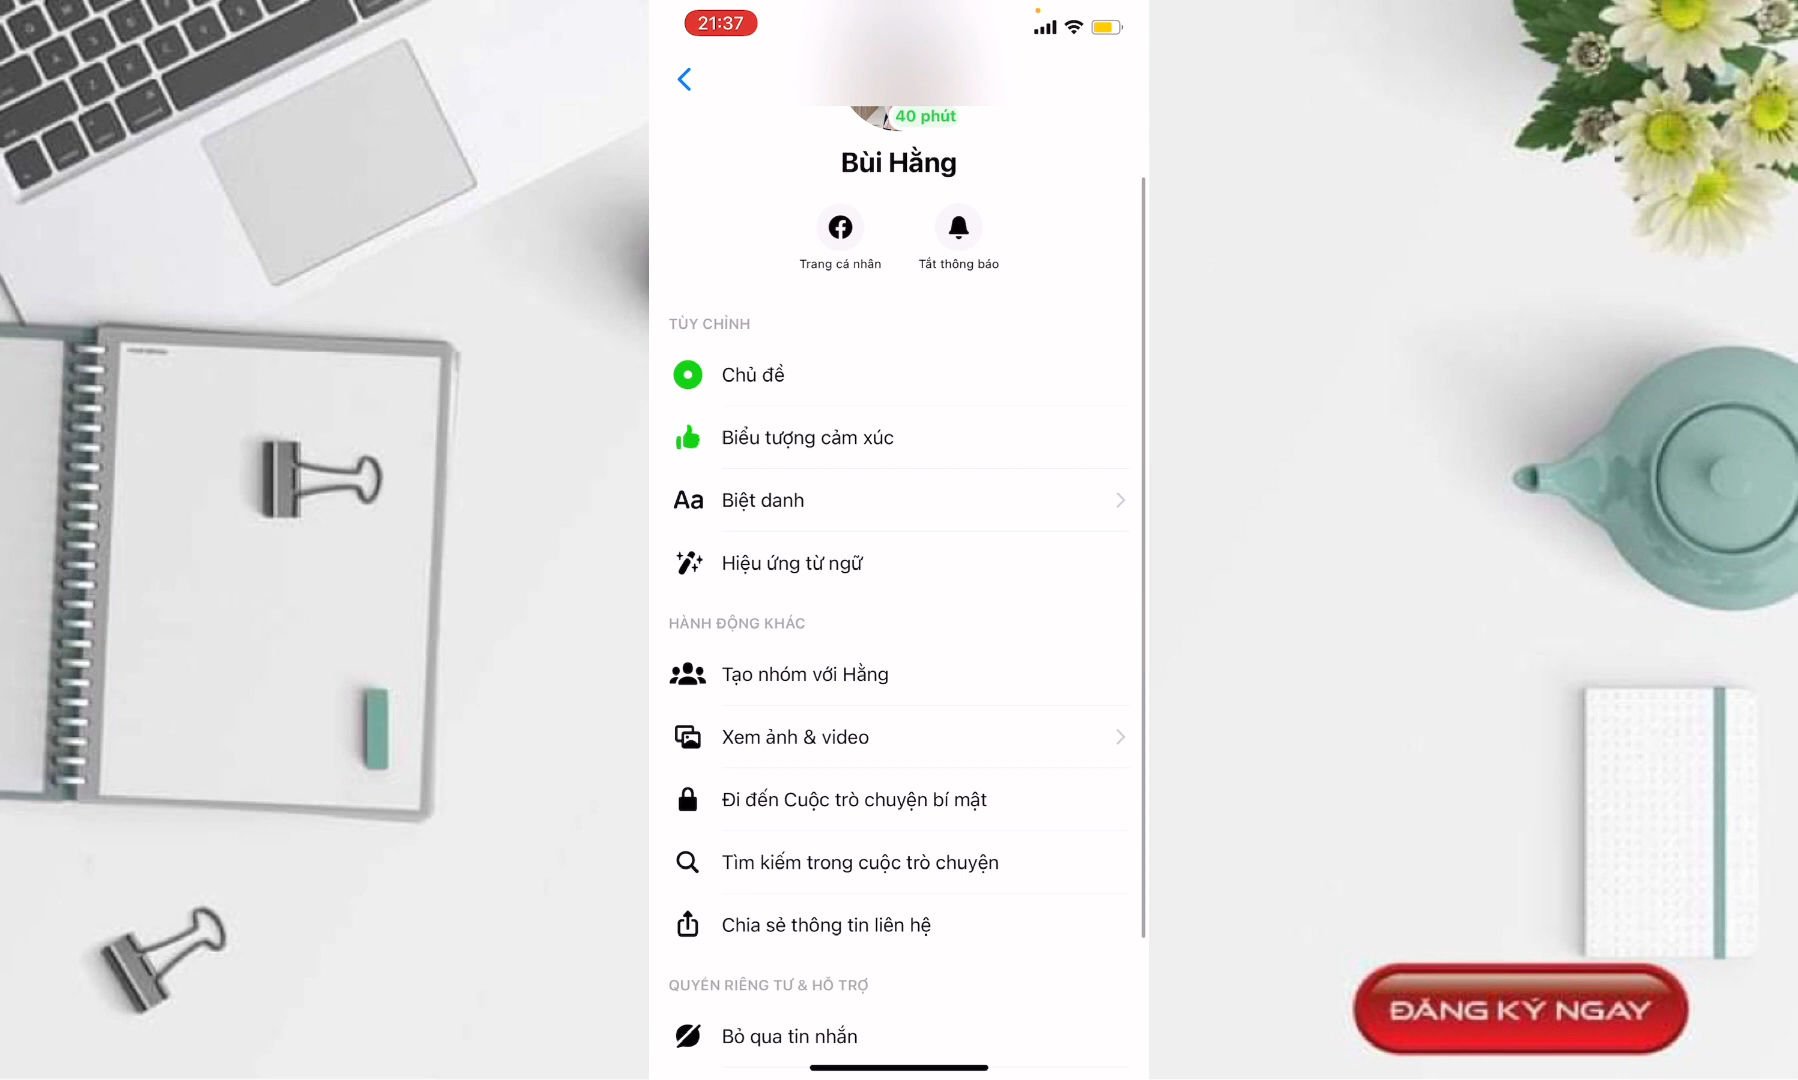 21:37
40 phút
Bùi Hằng
Trang cá nhân
Tắt thông báo
TÙY CHỈNH
Chủ đề
Biểu tượng cảm xúc
Aa Biệt danh
Hiệu ứng từ ngữ
HÀNH ĐỘNG KHÁC
Tạo nhóm với Hằng
Xem ảnh & video
Đi đến Cuộc trò chuyện bí mật
Tìm kiếm trong cuộc trò chuyện
Chia sẻ thông tin liên hệ
QUYỀN RIÊNG TƯ & HỖ TRỢ
Bỏ qua tin nhắn
ĐĂNG KÝ NGAY